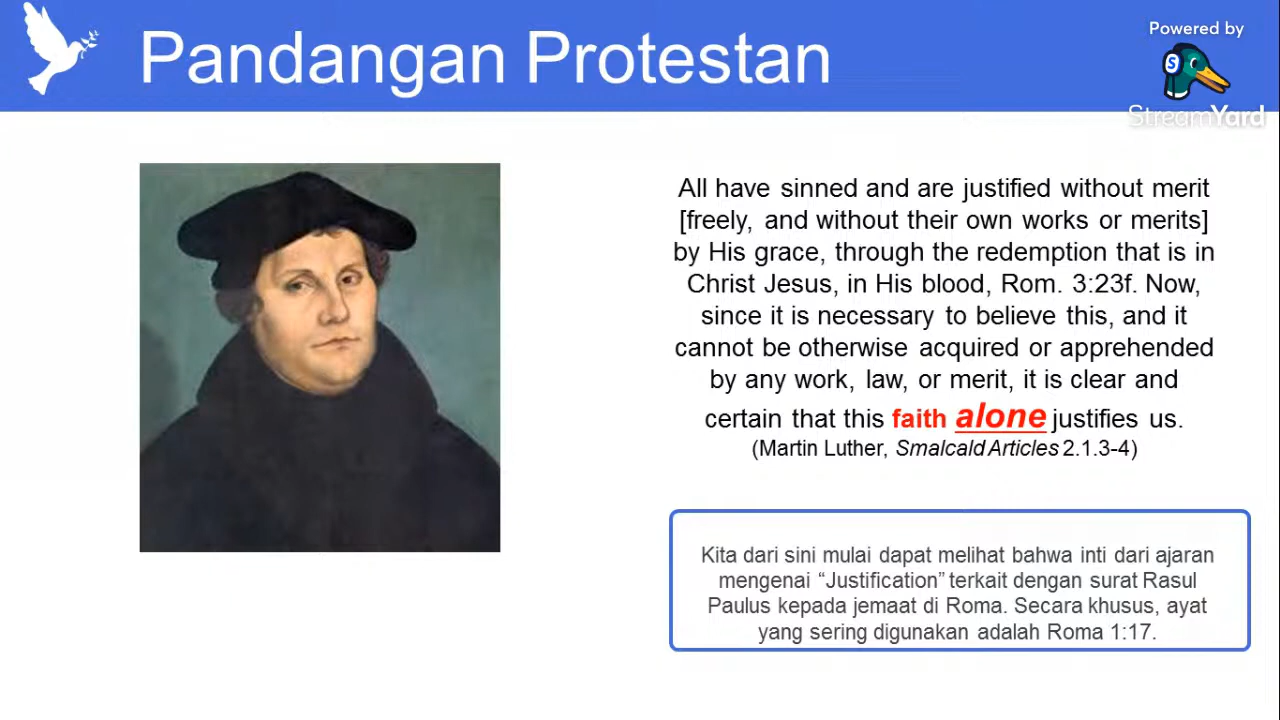 Pandangan Protestan
Powered by
S
StreamYard
All have sinned and are justified without merit
[freely, and without their own works or merits]
by His grace, through the redemption that is in
Christ Jesus, in His blood, Rom. 3:23f. Now,
since it is necessary to believe this, and it
cannot be otherwise acquired or apprehended
by any work, law, or merit, it is clear and
certain that this faith alone justifies us.
(Martin Luther, Smalcald Articles 2.1.3-4)
Kita dari sini mulai dapat melihat bahwa inti dari ajaran
mengenai “Justification” terkait dengan surat Rasul
Paulus kepada jemaat di Roma. Secara khusus, ayat
yang sering digunakan adalah Roma 1:17.